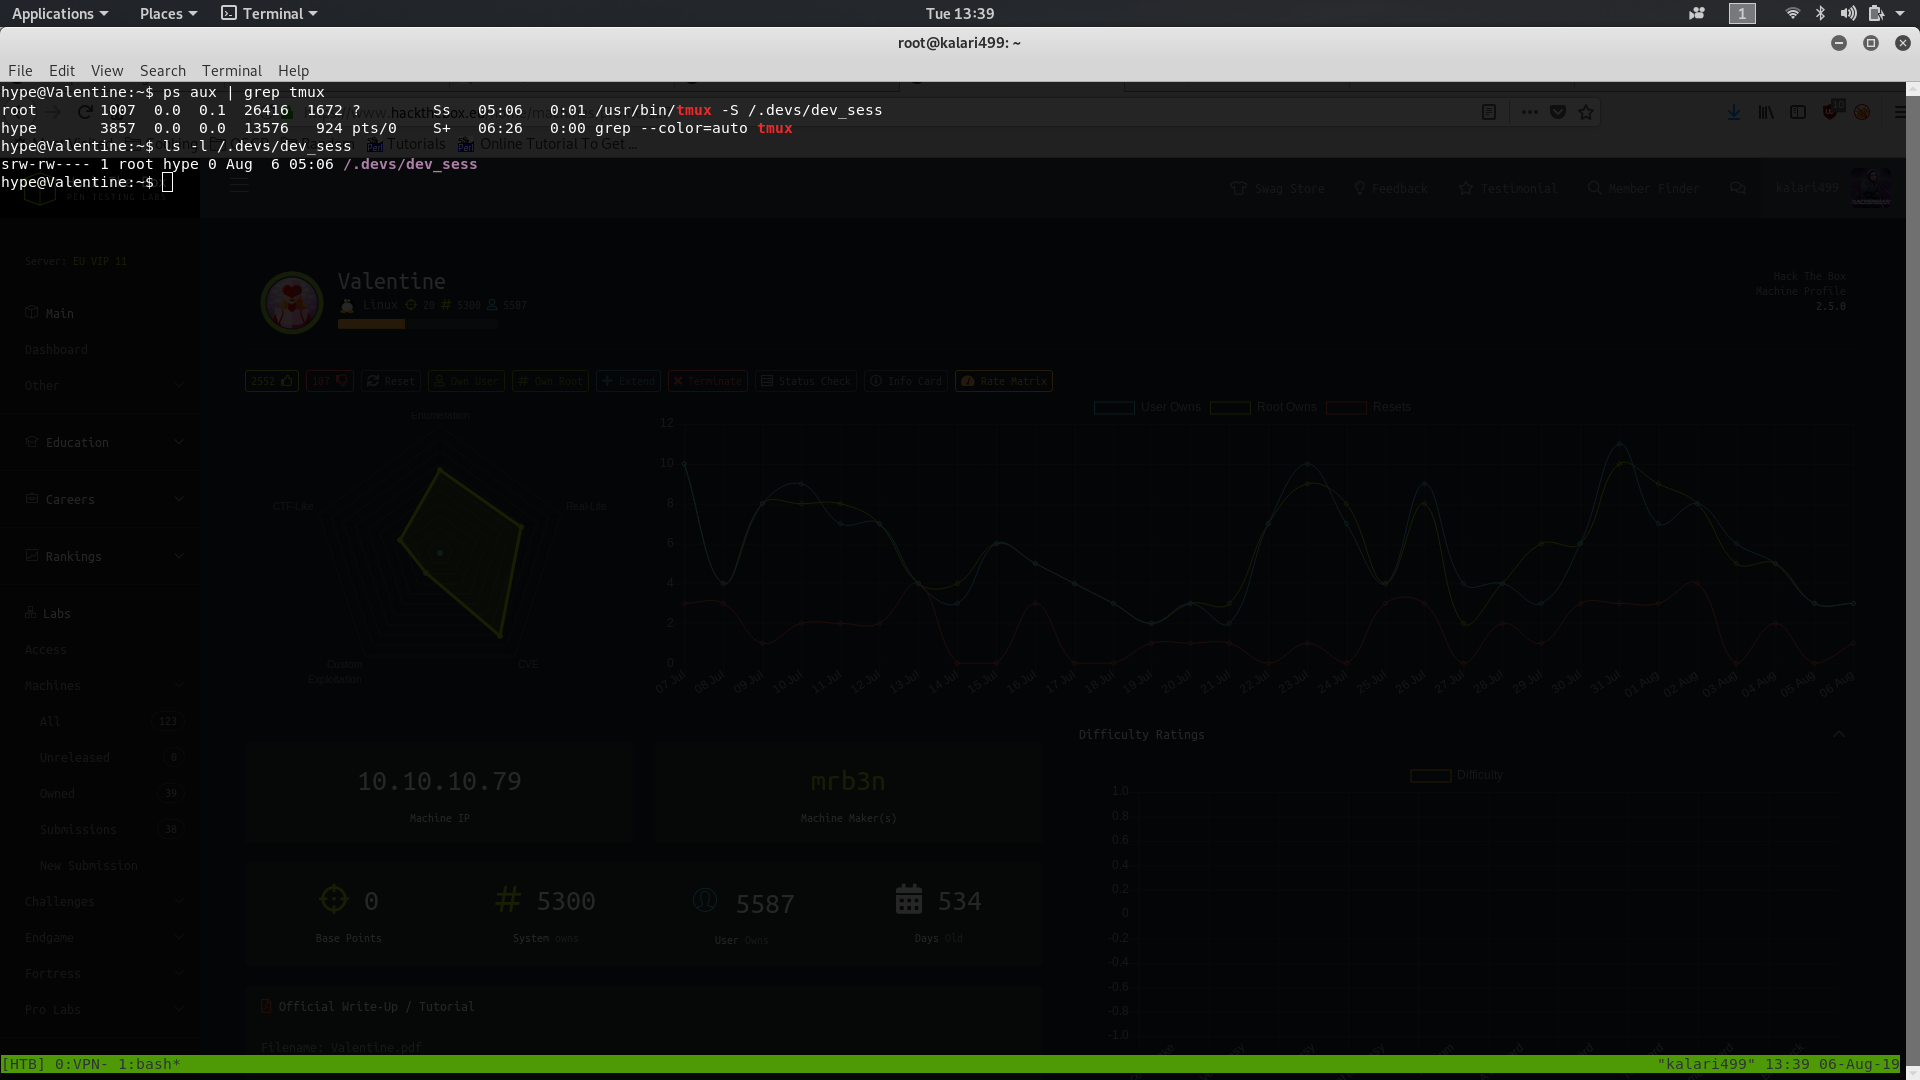 Applications Places Terminal Tue 13:39 1
root@kalari499: ~
File Edit View Search Terminal Help
hype@Valentine:~$ ps aux | grep tmux
root 1007 0.0 0.1 26416 1672 ? Ss 05:06 0:01 /usr/bin/tmux -S /.devs/dev_sess
hype 3857 0.0 0.0 13576 924 pts/0 S+ 06:26 0:00 grep --color=auto tmux
hype@Valentine:~$ ls -l /.devs/dev_sess
Tutorials Online Tutorial To Get ...
srw-rw---- 1 root hype 0 Aug 6 05:06 /.devs/dev_sess
hype@Valentine:~$
PEN-TESTING LABS
Swag Store Feedback Testimonial Member Finder kalari499
Server: EU VIP 11
Main
Dashboard
Other
Education
Careers
Rankings
Labs
Access
Machines
All 123
Unreleased 0
Owned 39
Submissions 38
New Submission
Challenges
Endgame
Fortress
Pro Labs
Valentine
Linux 20 5300 5587
Hack The Box
Machine Profile
2.5.0
2552 107 Reset Own User Own Root Extend Terminate Status Check Info Card Rate Matrix
Enumeration
CTF-Like Real-Life
Custom Exploitation CVE
User Owns Root Owns Resets
12
10
8
6
4
2
0
07 Jul 08 Jul 09 Jul 10 Jul 11 Jul 12 Jul 13 Jul 14 Jul 15 Jul 16 Jul 17 Jul 18 Jul 19 Jul 20 Jul 21 Jul 22 Jul 23 Jul 24 Jul 25 Jul 26 Jul 27 Jul 28 Jul 29 Jul 30 Jul 31 Jul 01 Aug 02 Aug 03 Aug 04 Aug 05 Aug 06 Aug
10.10.10.79
Machine IP
mrb3n
Machine Maker(s)
0 5300 5587 534
Base Points System owns User Owns Days Old
Official Write-Up / Tutorial
Filename: Valentine.pdf
Difficulty Ratings
Difficulty
1.0
0.8
0.6
0.4
0.2
0
-0.2
-0.4
-0.6
-0.8
-1.0
[HTB] 0:VPN- 1:bash* "kalari499" 13:39 06-Aug-19